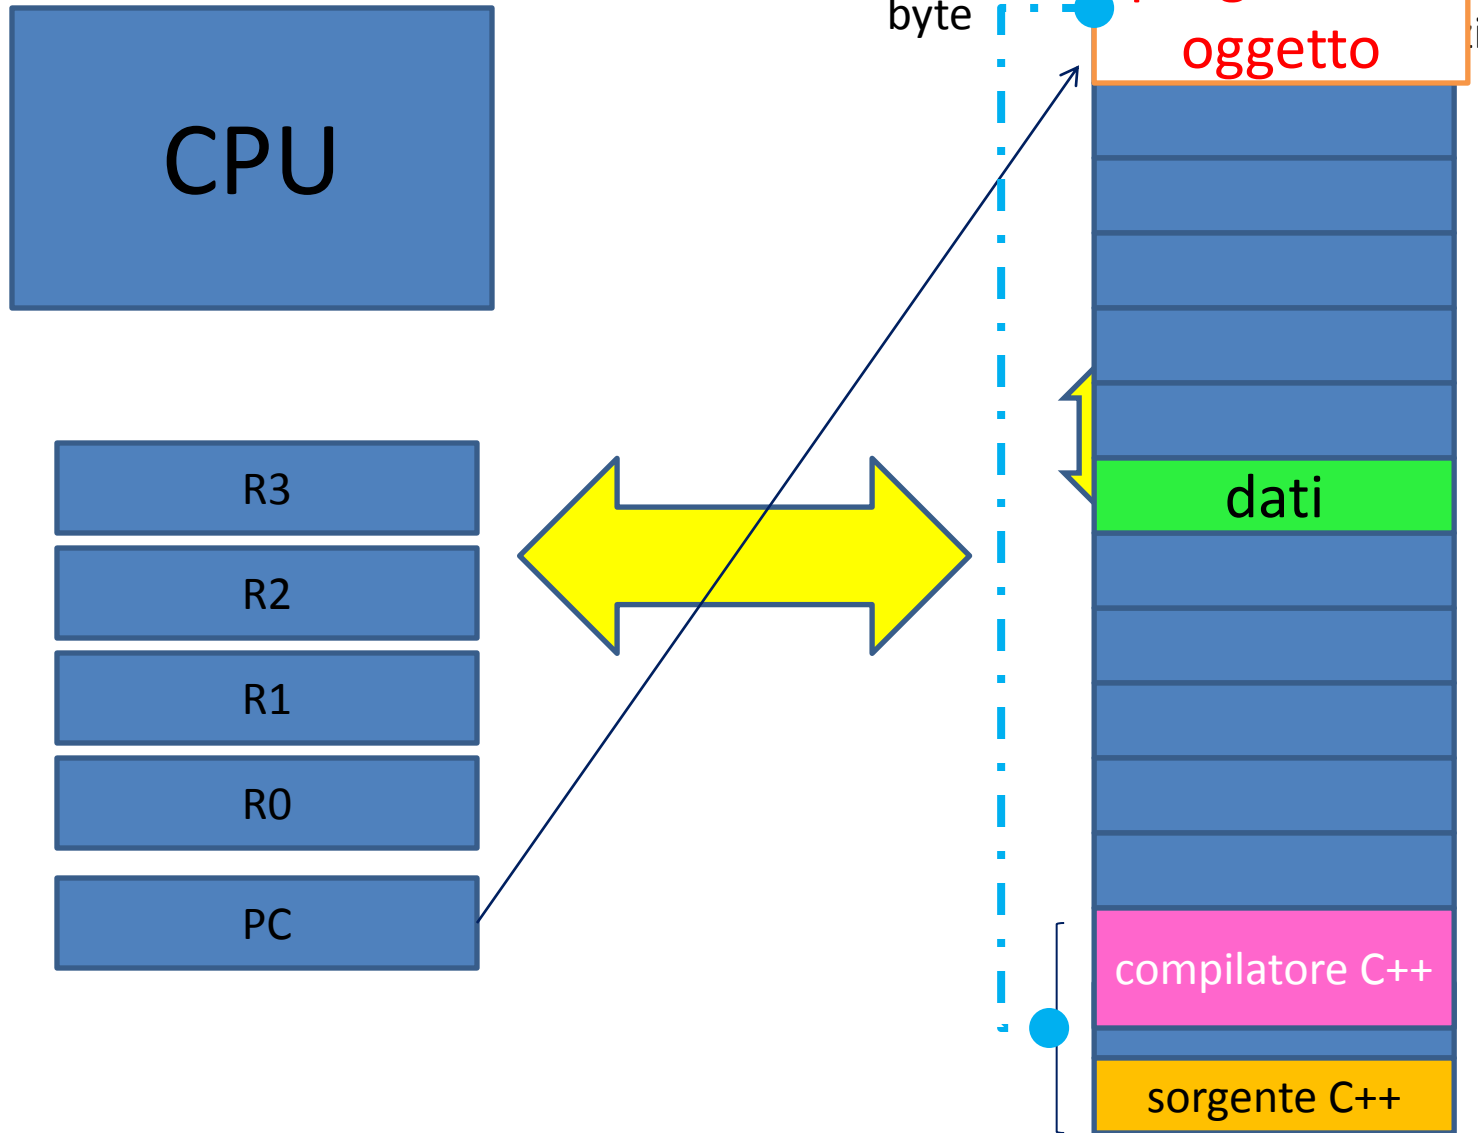 CPU
R3
R2
R1
R0
PC
byte
oggetto
dati
compilatore C++
sorgente C++